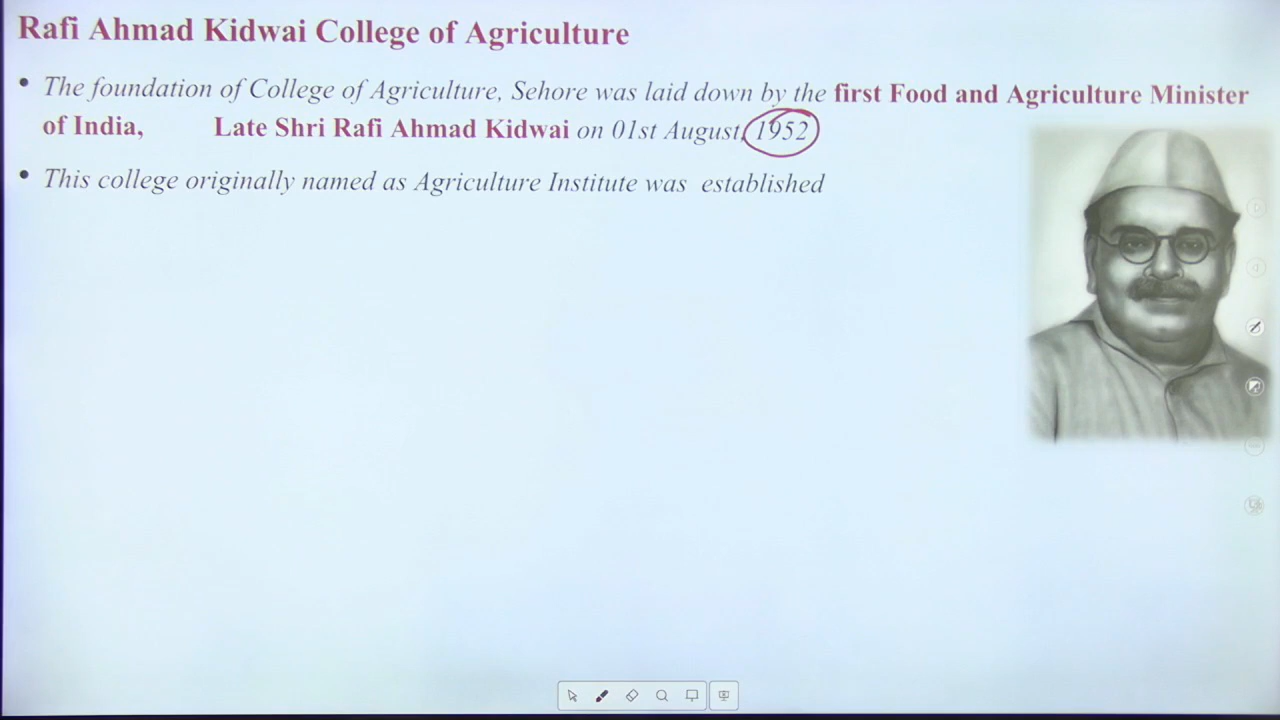 Rafi Ahmad Kidwai College of Agriculture
• The foundation of College of Agriculture, Sehore was laid down by the first Food and Agriculture Minister
of India, Late Shri Rafi Ahmad Kidwai on 01st August, 1952
• This college originally named as Agriculture Institute was established